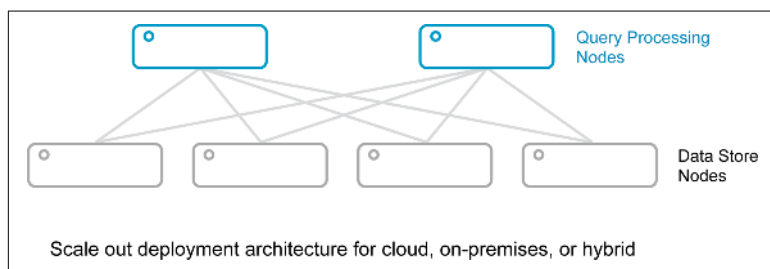 Query Processing
Nodes
Data Store
Nodes
Scale out deployment architecture for cloud, on-premises, or hybrid